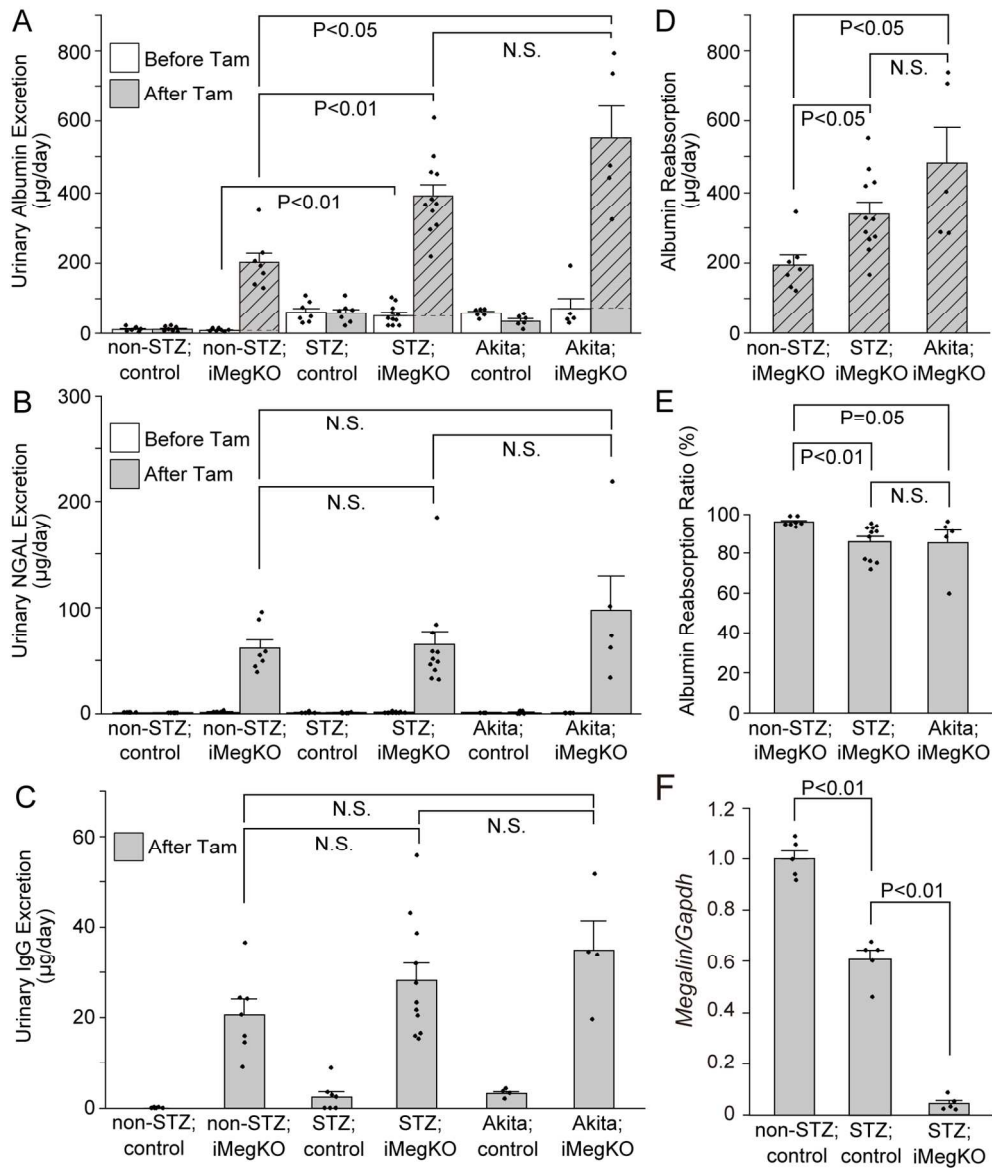 A
Urinary Albumin Excretion
(µg/day)
800
600
400
200
0
Before Tam
After Tam
P<0.05
N.S.
P<0.01
P<0.01
non-STZ;
control
non-STZ;
iMegKO
STZ;
control
STZ;
iMegKO
Akita;
control
Akita;
iMegKO
B
Urinary NGAL Excretion
(µg/day)
300
200
100
0
Before Tam
After Tam
N.S.
N.S.
N.S.
non-STZ;
control
non-STZ;
iMegKO
STZ;
control
STZ;
iMegKO
Akita;
control
Akita;
iMegKO
C
Urinary IgG Excretion
(µg/day)
60
40
20
0
After Tam
N.S.
N.S.
N.S.
non-STZ;
control
non-STZ;
iMegKO
STZ;
control
STZ;
iMegKO
Akita;
control
Akita;
iMegKO
D
Albumin Reabsorption
(µg/day)
800
600
400
200
0
P<0.05
N.S.
P<0.05
non-STZ;
iMegKO
STZ;
iMegKO
Akita;
iMegKO
E
Albumin Reabsorption Ratio (%)
100
80
60
40
20
0
P=0.05
P<0.01
N.S.
non-STZ;
iMegKO
STZ;
iMegKO
Akita;
iMegKO
F
Megalin/Gapdh
1.2
1.0
0.8
0.6
0.4
0.2
0
P<0.01
P<0.01
non-STZ;
control
STZ;
control
STZ;
iMegKO